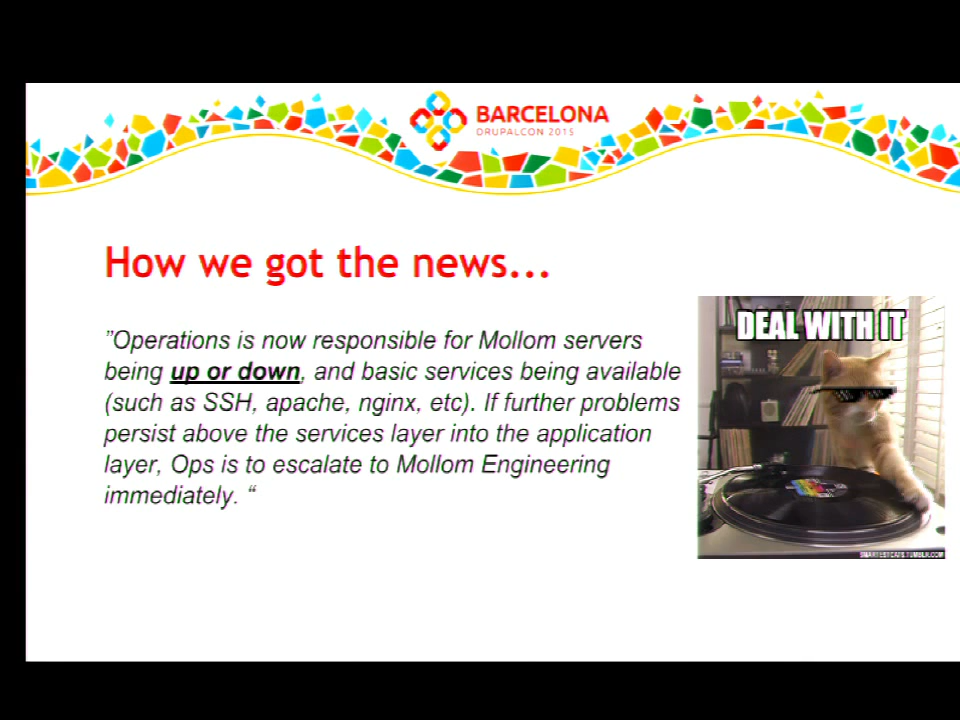 BARCELONA
DRUPALCON 2015
How we got the news...
”Operations is now responsible for Mollom servers
being up or down, and basic services being available
(such as SSH, apache, nginx, etc). If further problems
persist above the services layer into the application
layer, Ops is to escalate to Mollom Engineering
immediately. “
DEAL WITH IT
SMARTESTCATS.TUMBLR.COM